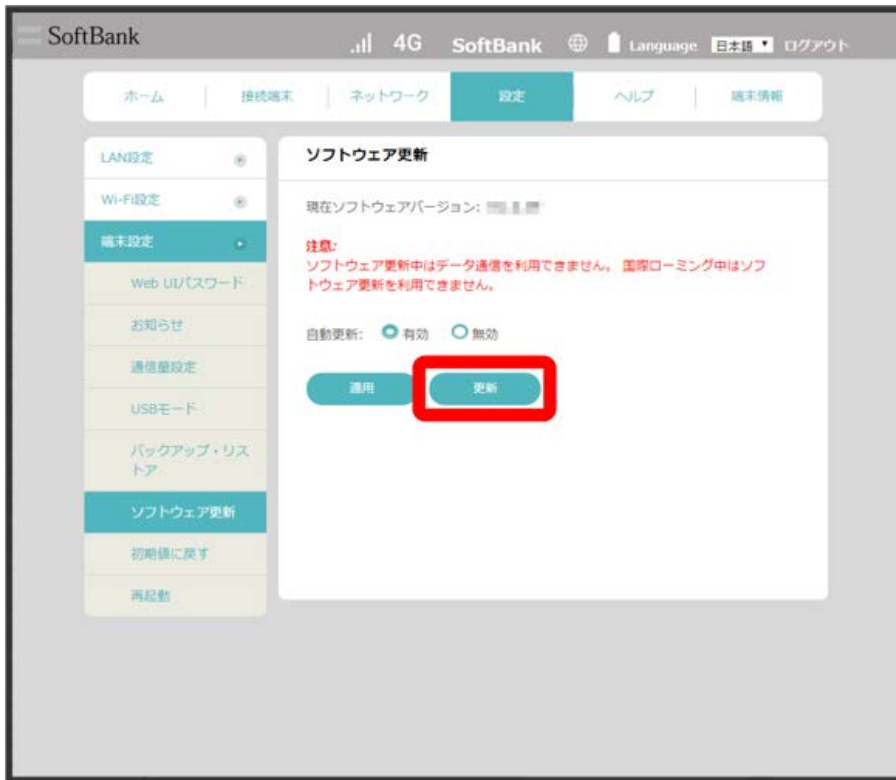 SoftBank
4G SoftBank Language 日本語 ログアウト
ホーム 接続端末 ネットワーク 設定 ヘルプ 端末情報
LAN設定
Wi-Fi設定
端末設定
Web UIパスワード
お知らせ
通信量設定
USBモード
バックアップ・リス
トア
ソフトウェア更新
初期値に戻す
再起動
ソフトウェア更新
現在ソフトウェアバージョン:
注意:
ソフトウェア更新中はデータ通信を利用できません。 国際ローミング中はソフ
トウェア更新を利用できません。
自動更新: 有効 無効
適用 更新